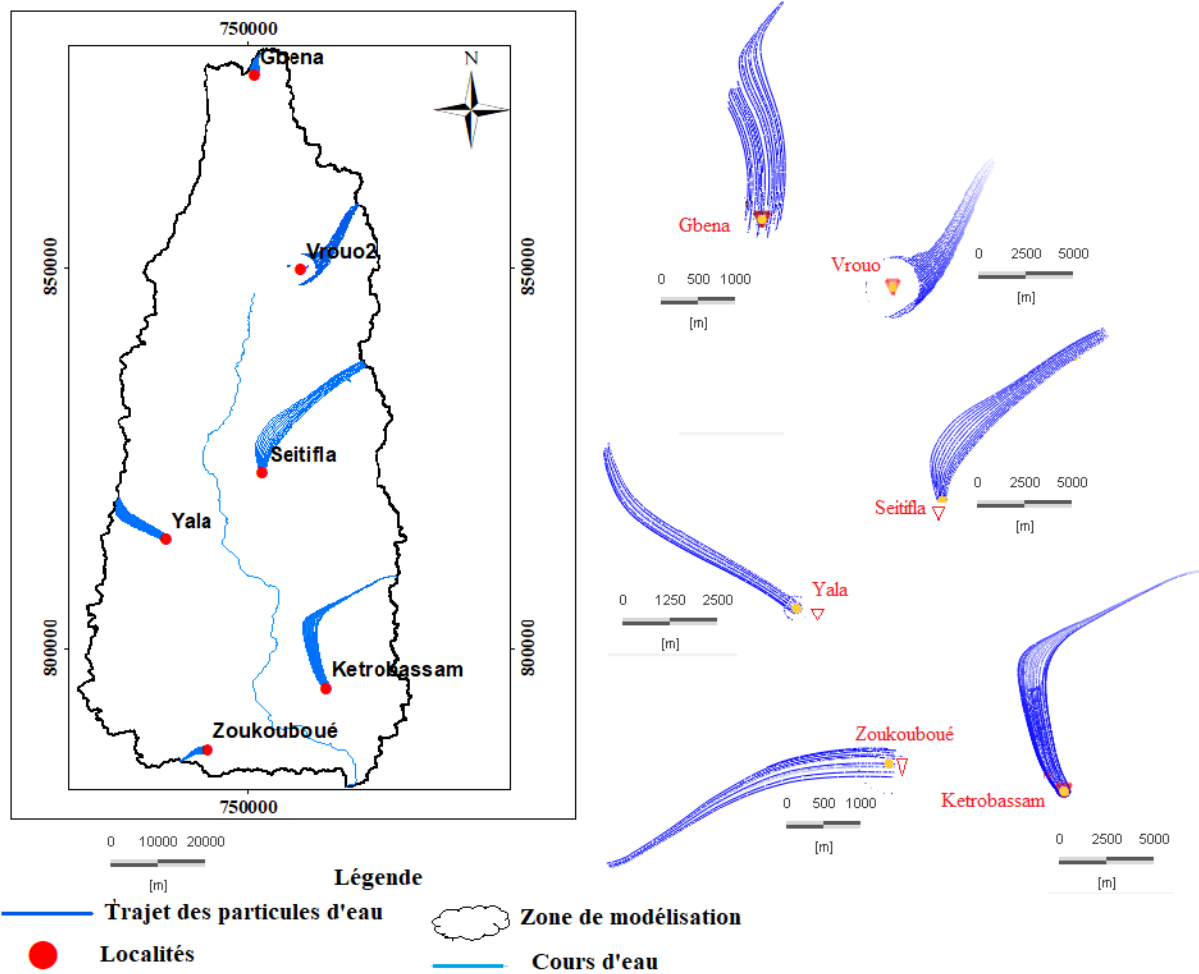 750000
Gbena
N
850000
850000
Vrouo2
Seitifla
Yala
800000
800000
Ketrobassam
Zoukouboué
750000
0 10000 20000
[m]
Gbena
0 500 1000
[m]
Vrouo
0 2500 5000
[m]
Seitifla
0 2500 5000
[m]
Yala
0 1250 2500
[m]
Zoukouboué
0 500 1000
[m]
Ketrobassam
0 2500 5000
[m]
Légende
Trajet des particules d'eau
Zone de modélisation
Localités
Cours d'eau